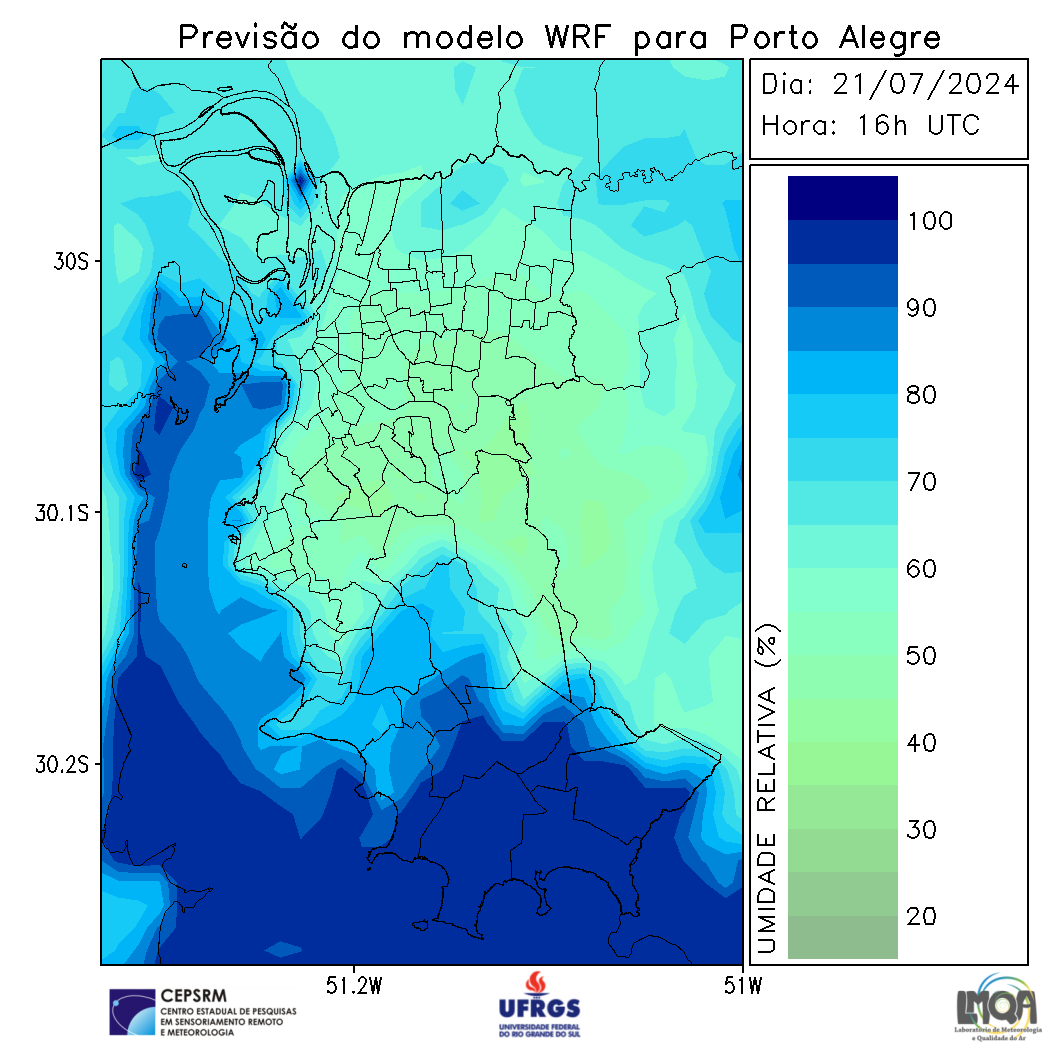 Previsão do modelo WRF para Porto Alegre
Dia: 21/07/2024
Hora: 16h UTC
30S
30.1S
30.2S
51.2W
51W
UMIDADE RELATIVA (%)
100
90
80
70
60
50
40
30
20
CEPSRM
CENTRO ESTADUAL DE PESQUISAS
EM SENSORIAMENTO REMOTO
E METEOROLOGIA
UFRGS
UNIVERSIDADE FEDERAL
DO RIO GRANDE DO SUL
LMQA
Laboratório de Meteorologia
e Qualidade do Ar